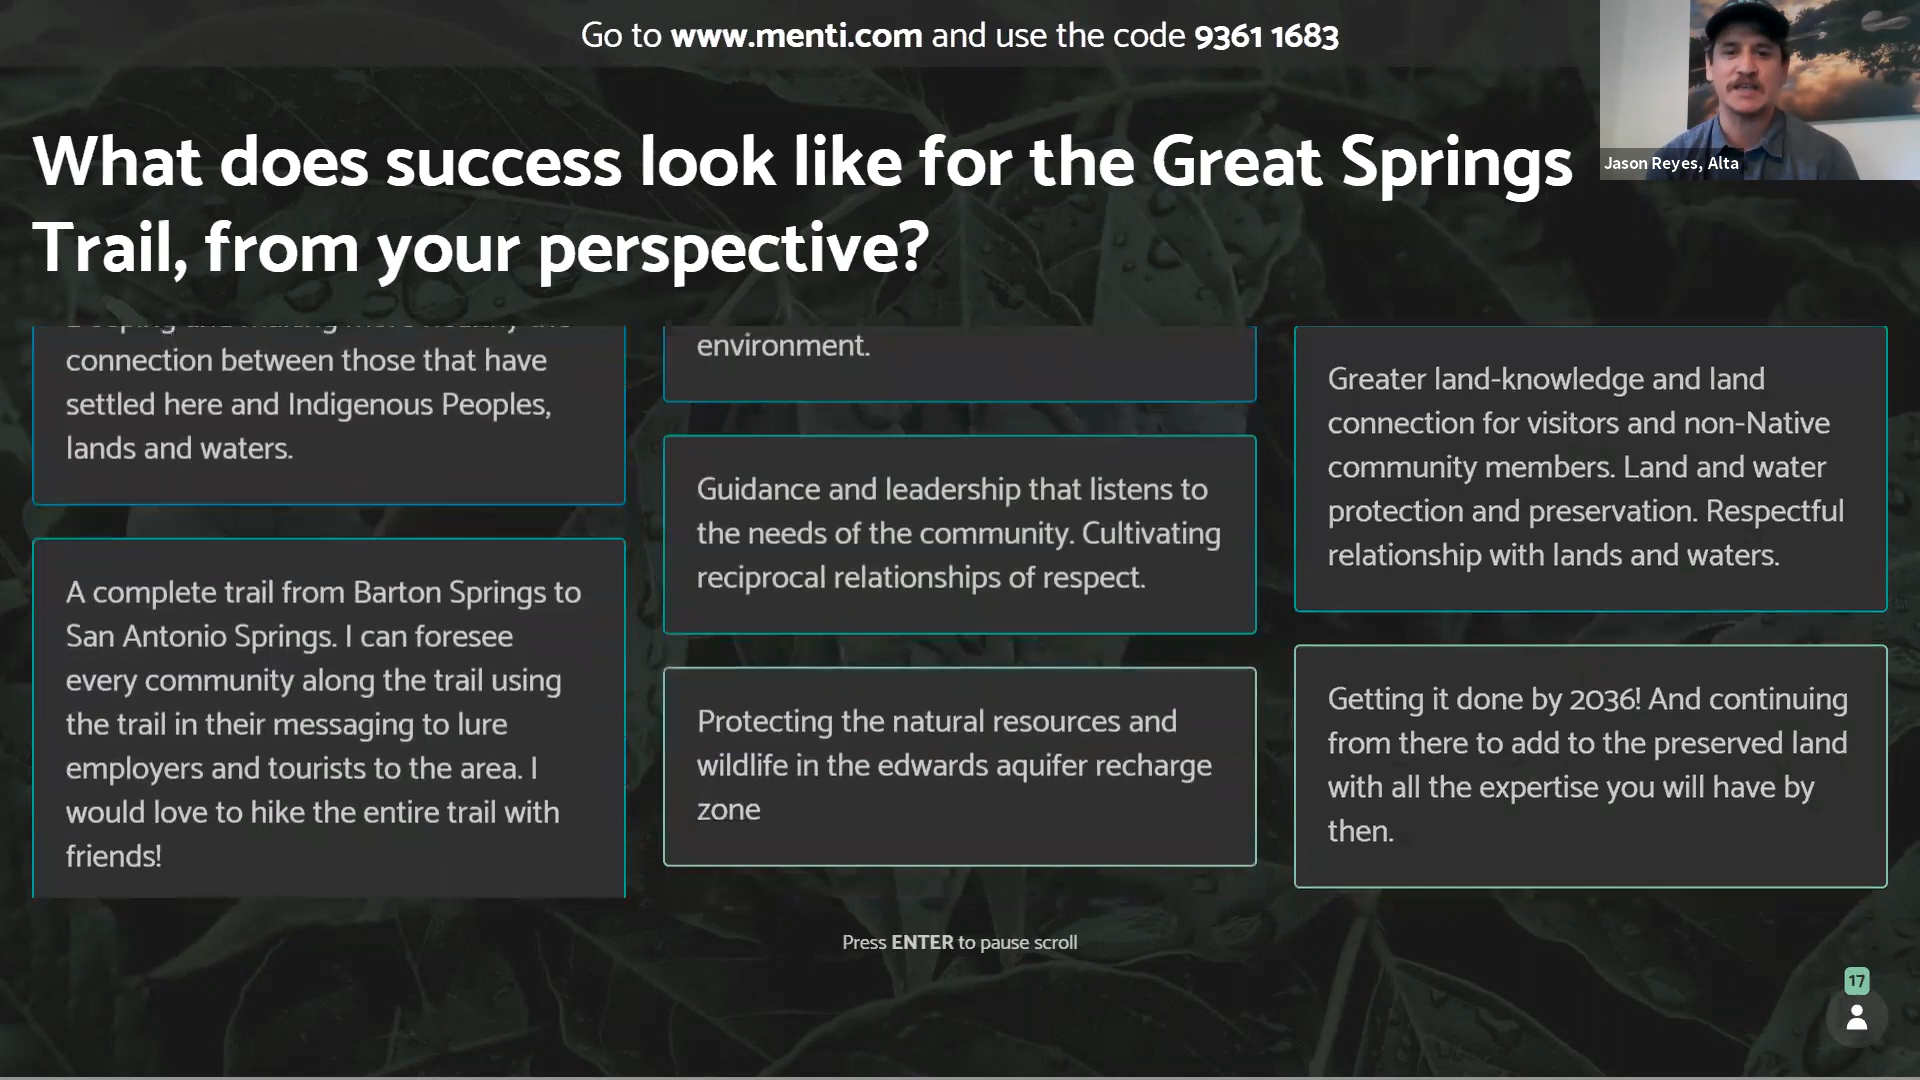 Go to www.menti.com and use the code 9361 1683
Jason Reyes, Alta
What does success look like for the Great Springs
Trail, from your perspective?
connection between those that have
settled here and Indigenous Peoples,
lands and waters.
A complete trail from Barton Springs to
San Antonio Springs. I can foresee
every community along the trail using
the trail in their messaging to lure
employers and tourists to the area. I
would love to hike the entire trail with
friends!
environment.
Guidance and leadership that listens to
the needs of the community. Cultivating
reciprocal relationships of respect.
Protecting the natural resources and
wildlife in the edwards aquifer recharge
zone
Greater land-knowledge and land
connection for visitors and non-Native
community members. Land and water
protection and preservation. Respectful
relationship with lands and waters.
Getting it done by 2036! And continuing
from there to add to the preserved land
with all the expertise you will have by
then.
Press ENTER to pause scroll
17